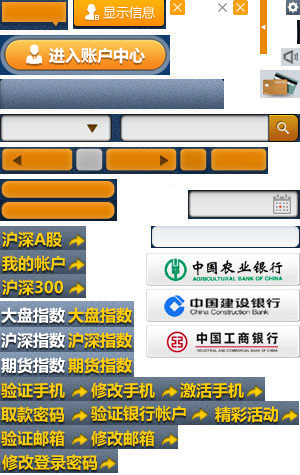 显示信息
进入账户中心
沪深A股
我的帐户
沪深300
中国农业银行
AGRICULTURAL BANK OF CHINA
中国建设银行
China Construction Bank
中国工商银行
INDUSTRIAL AND COMMERCIAL BANK OF CHINA
大盘指数 大盘指数
沪深指数 沪深指数
期货指数 期货指数
验证手机 修改手机 激活手机
取款密码 验证银行帐户 精彩活动
验证邮箱 修改邮箱
修改登录密码